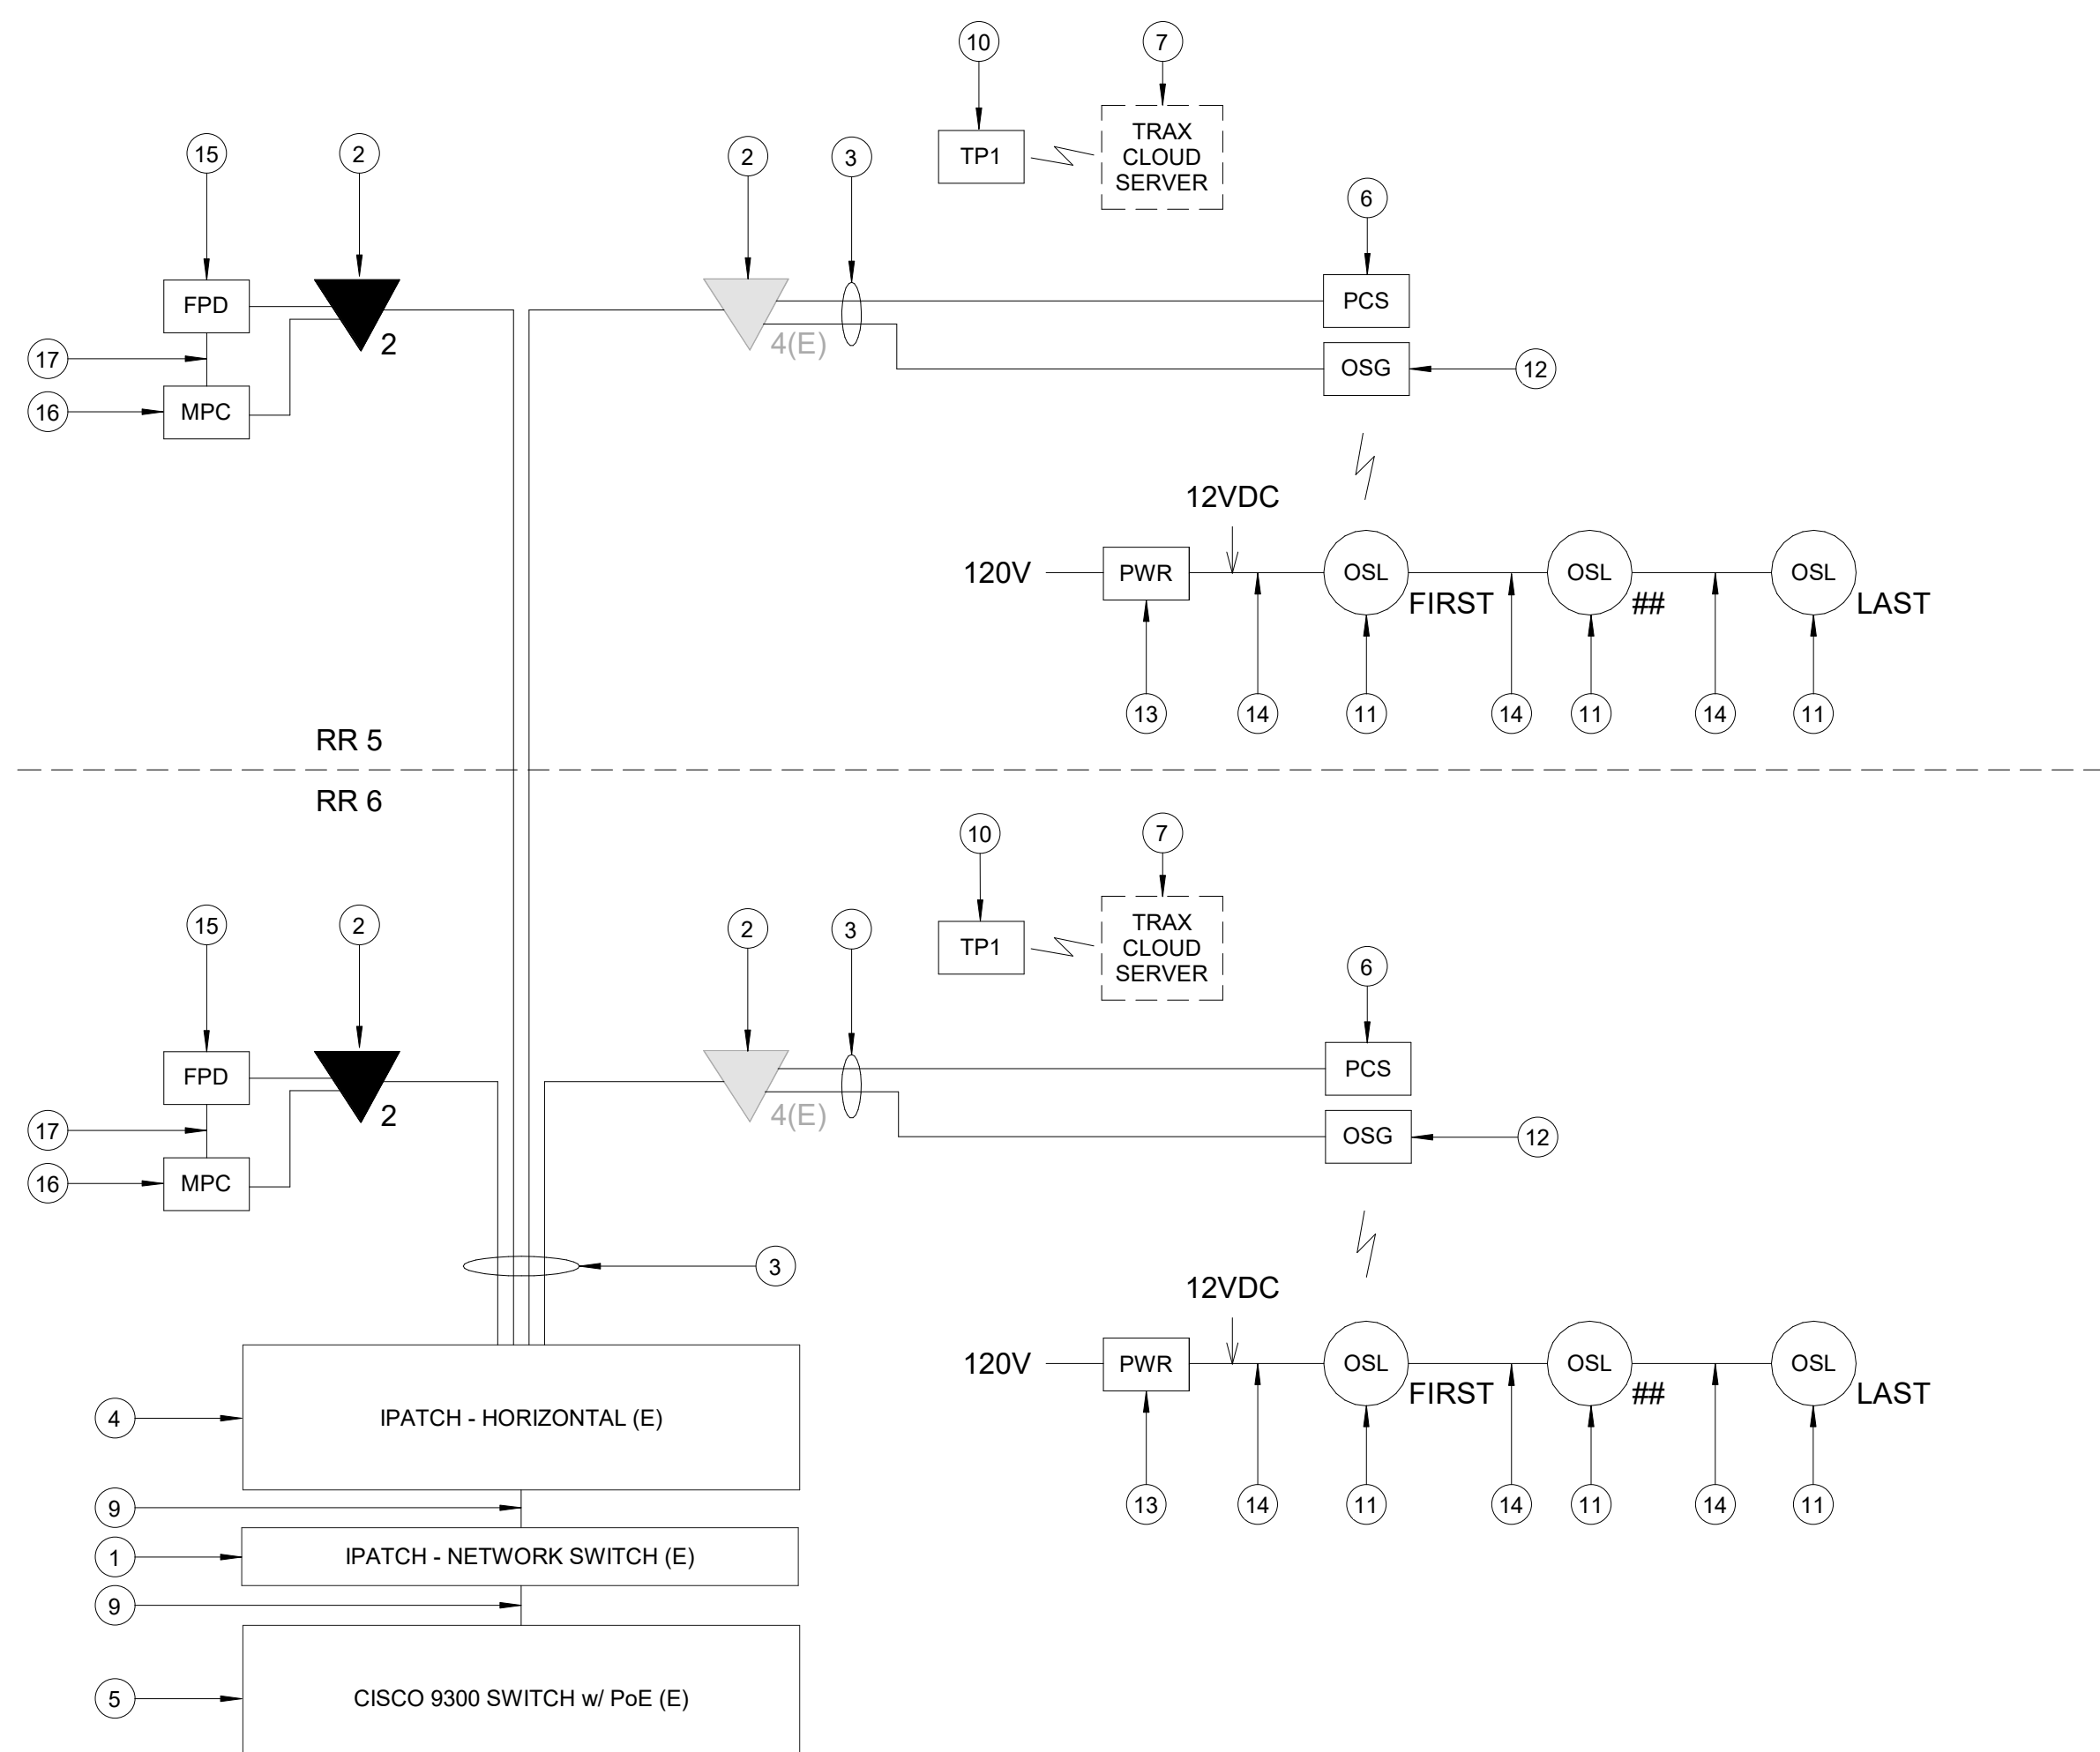 10
7
TRAX
CLOUD
SERVER
TP1
15
2
2
3
6
FPD
PCS
2
4(E)
17
OSG
12
16
MPC
12VDC
120V
PWR
OSL
OSL
OSL
FIRST
##
LAST
13
14
11
14
11
14
11
RR 5
RR 6
10
7
TRAX
CLOUD
SERVER
TP1
15
2
2
3
6
FPD
PCS
2
4(E)
17
OSG
12
16
MPC
3
12VDC
120V
PWR
OSL
OSL
OSL
FIRST
##
LAST
4
IPATCH - HORIZONTAL (E)
13
14
11
14
11
14
11
9
1
IPATCH - NETWORK SWITCH (E)
9
5
CISCO 9300 SWITCH w/ PoE (E)